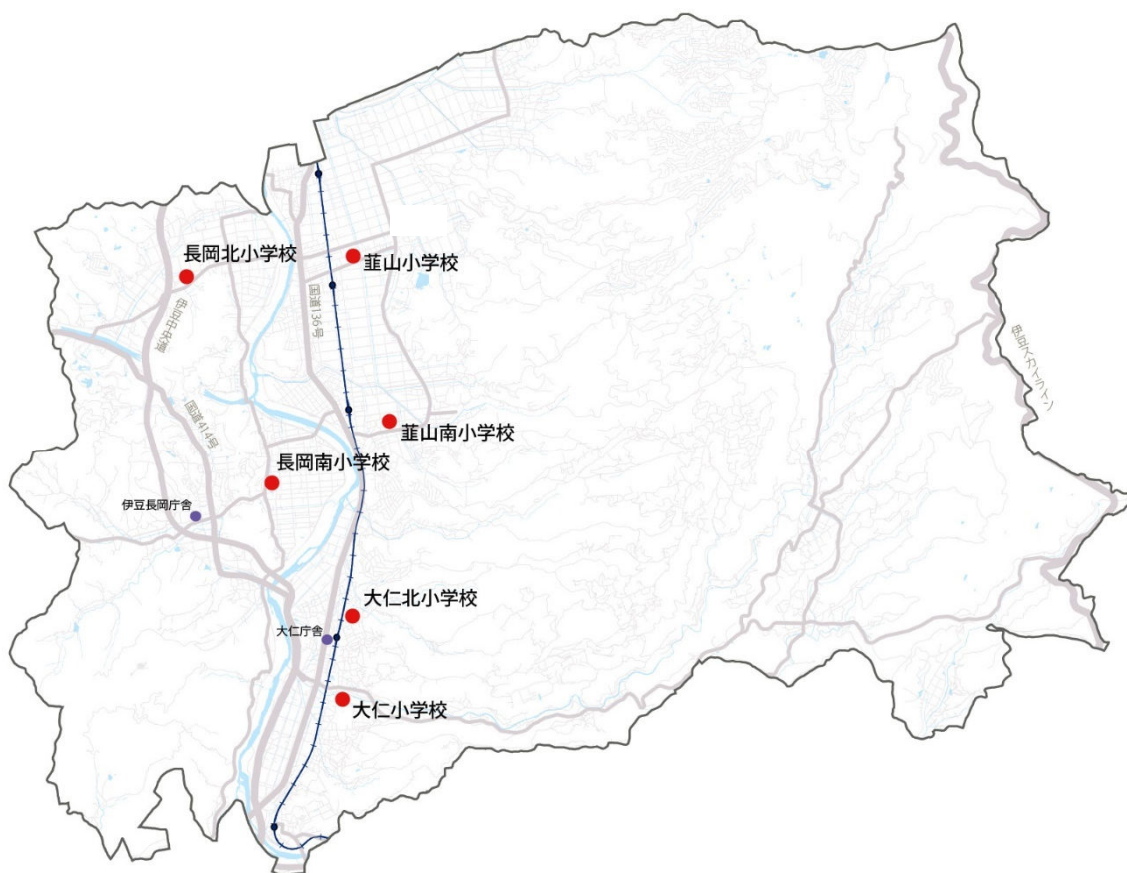 長岡北小学校
韮山小学校
国道136号
伊豆中央道
伊豆スカイライン
国道414号
韮山南小学校
長岡南小学校
伊豆長岡庁舎
大仁北小学校
大仁庁舎
大仁小学校